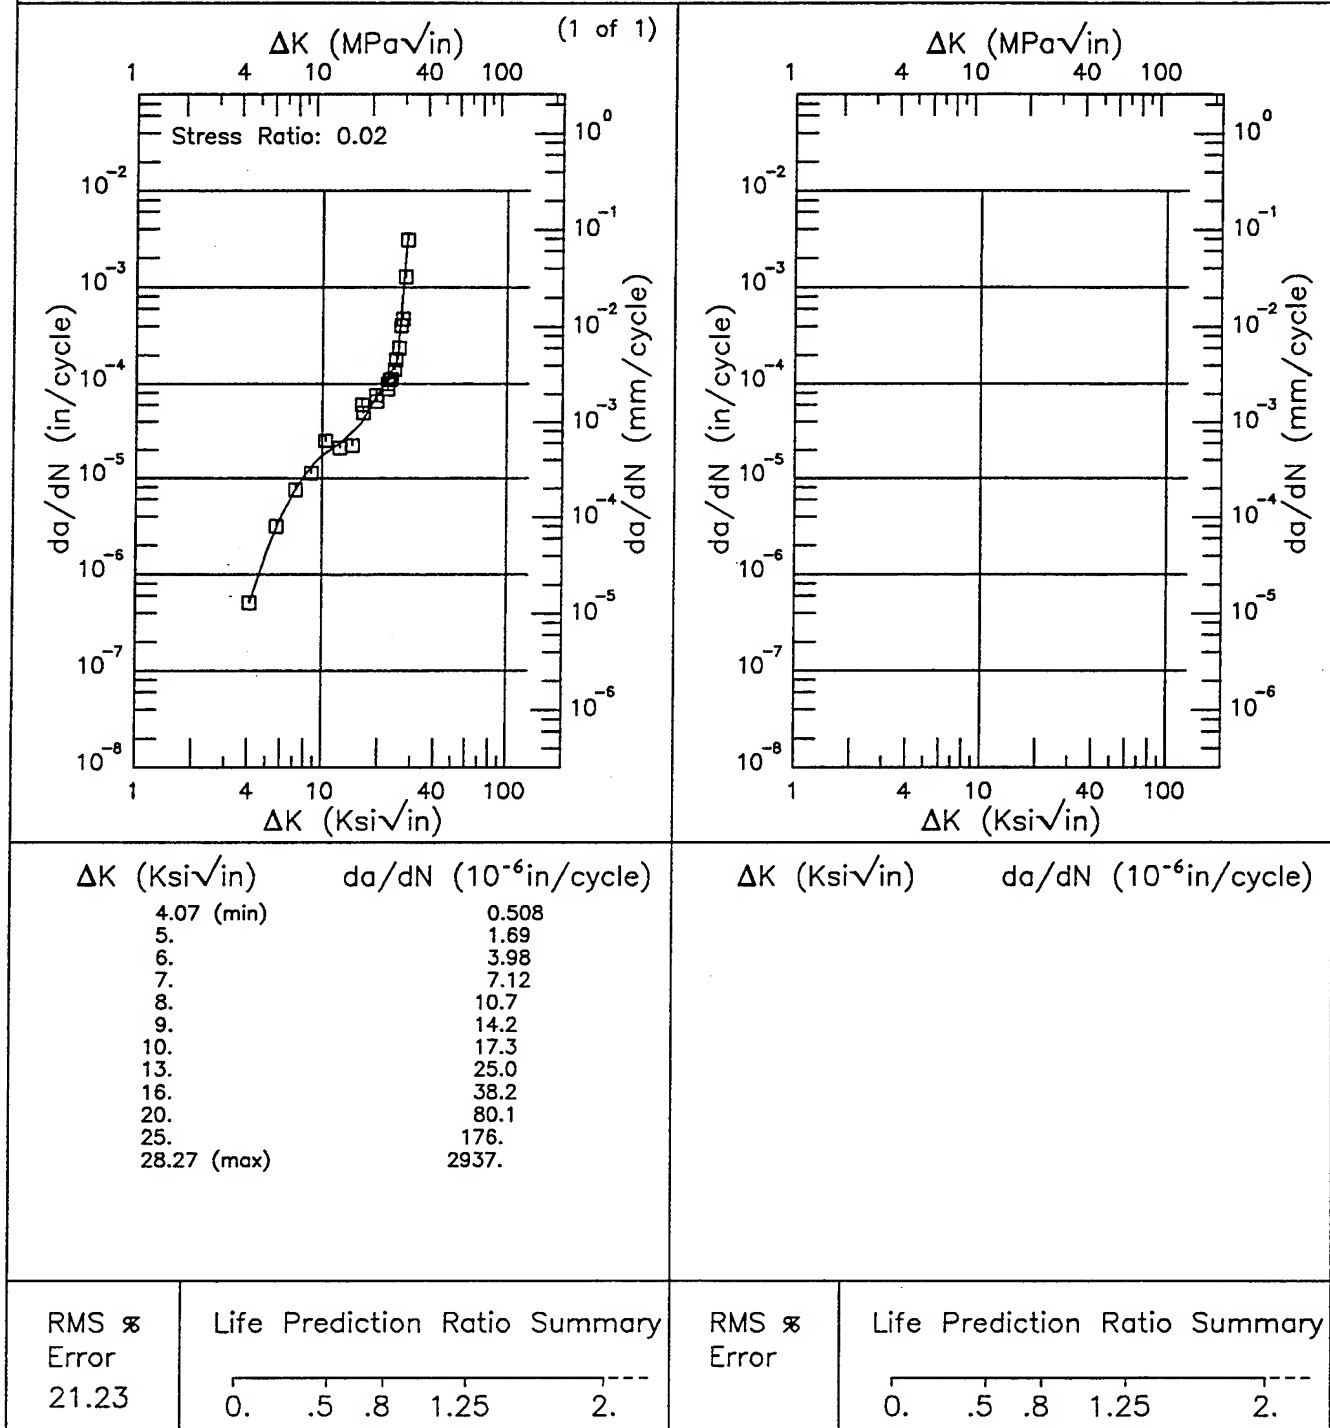 (1 of 1)
ΔK (MPa√in)
1 4 10 40 100
Stress Ratio: 0.02
10⁰
10⁻²
10⁻¹
10⁻³
10⁻²
10⁻⁴
10⁻³
10⁻⁵
10⁻⁴
10⁻⁶
10⁻⁵
10⁻⁷
10⁻⁶
10⁻⁸
da/dN (in/cycle)
da/dN (mm/cycle)
1 4 10 40 100
ΔK (Ksi√in)
ΔK (MPa√in)
1 4 10 40 100
10⁰
10⁻²
10⁻¹
10⁻³
10⁻²
10⁻⁴
10⁻³
10⁻⁵
10⁻⁴
10⁻⁶
10⁻⁵
10⁻⁷
10⁻⁶
10⁻⁸
da/dN (in/cycle)
da/dN (mm/cycle)
1 4 10 40 100
ΔK (Ksi√in)
ΔK (Ksi√in) da/dN (10⁻⁶in/cycle)
4.07 (min) 0.508
5. 1.69
6. 3.98
7. 7.12
8. 10.7
9. 14.2
10. 17.3
13. 25.0
16. 38.2
20. 80.1
25. 176.
28.27 (max) 2937.
ΔK (Ksi√in) da/dN (10⁻⁶in/cycle)
RMS %
Error
21.23
Life Prediction Ratio Summary
0. .5 .8 1.25 2.
RMS %
Error
Life Prediction Ratio Summary
0. .5 .8 1.25 2.